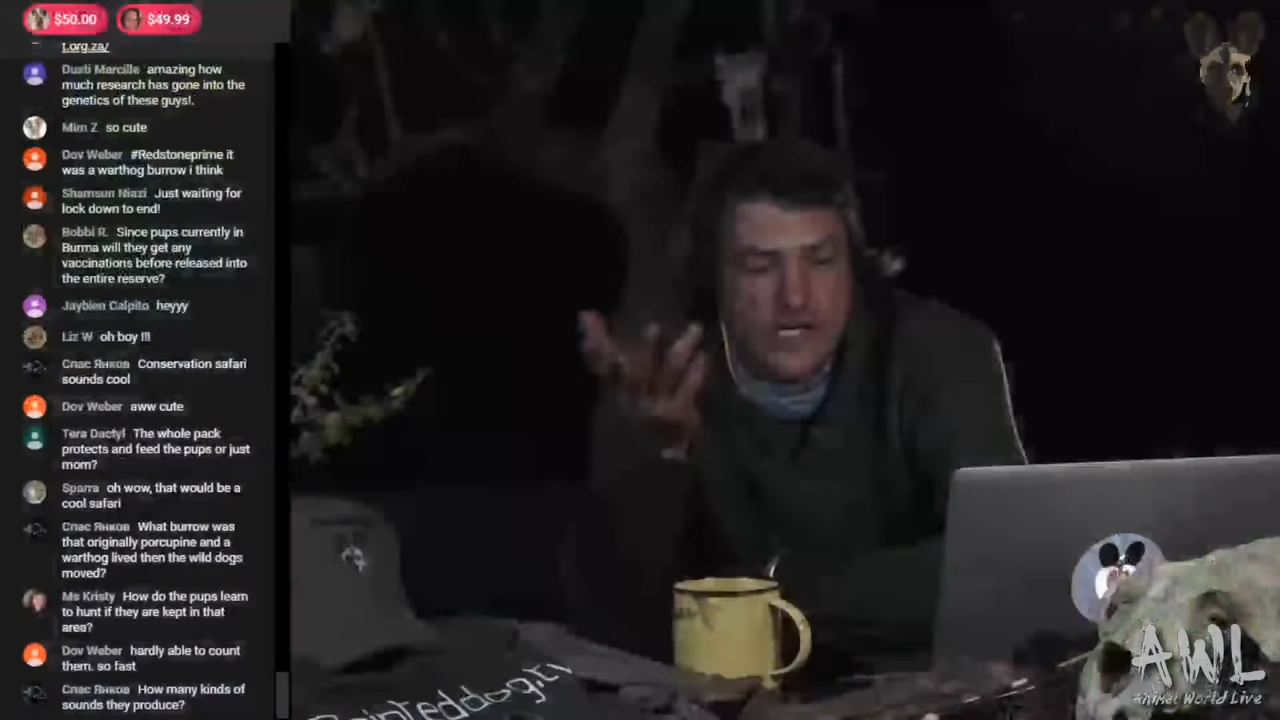 $50.00 $49.99
t.org.za/
Dusti Marcille amazing how
much research has gone into the
genetics of these guys!.
Mim Z so cute
Dov Weber #Redstoneprime it
was a warthog burrow i think
Shamsun Niazi Just waiting for
lock down to end!
Bobbi R. Since pups currently in
Burma will they get any
vaccinations before released into
the entire reserve?
Jaybien Calpito heyyy
Liz W oh boy !!!
Спас Янков Conservation safari
sounds cool
Dov Weber aww cute
Tera Dactyl The whole pack
protects and feed the pups or just
mom?
Sparra oh wow, that would be a
cool safari
Спас Янков What burrow was
that originally porcupine and a
warthog lived then the wild dogs
moved?
Ms Kristy How do the pups learn
to hunt if they are kept in that
area?
Dov Weber hardly able to count
them. so fast
Спас Янков How many kinds of
sounds they produce?
Painteddog.tv
AWL
Animal World Live